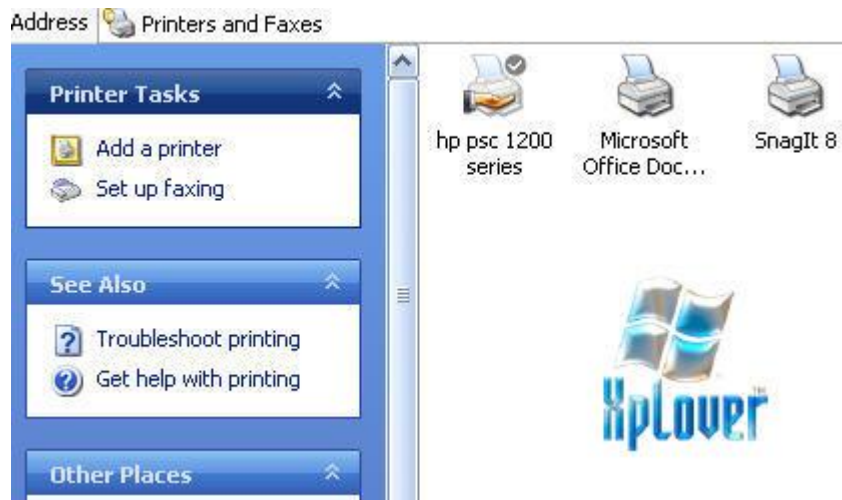 Address Printers and Faxes
Printer Tasks
Add a printer
Set up faxing
See Also
Troubleshoot printing
Get help with printing
Other Places
hp psc 1200
series
Microsoft
Office Doc...
SnagIt 8
Xplover™